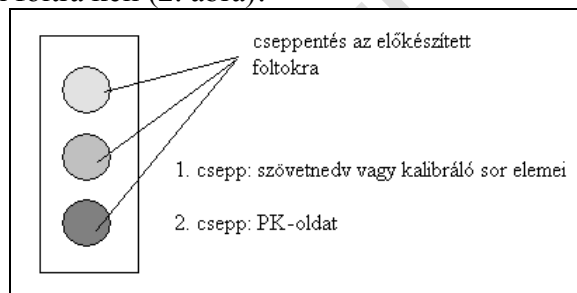 cseppentés az előkészített
foltokra
1. csepp: szövetnedv vagy kalibráló sor elemei
2. csepp: PK-oldat